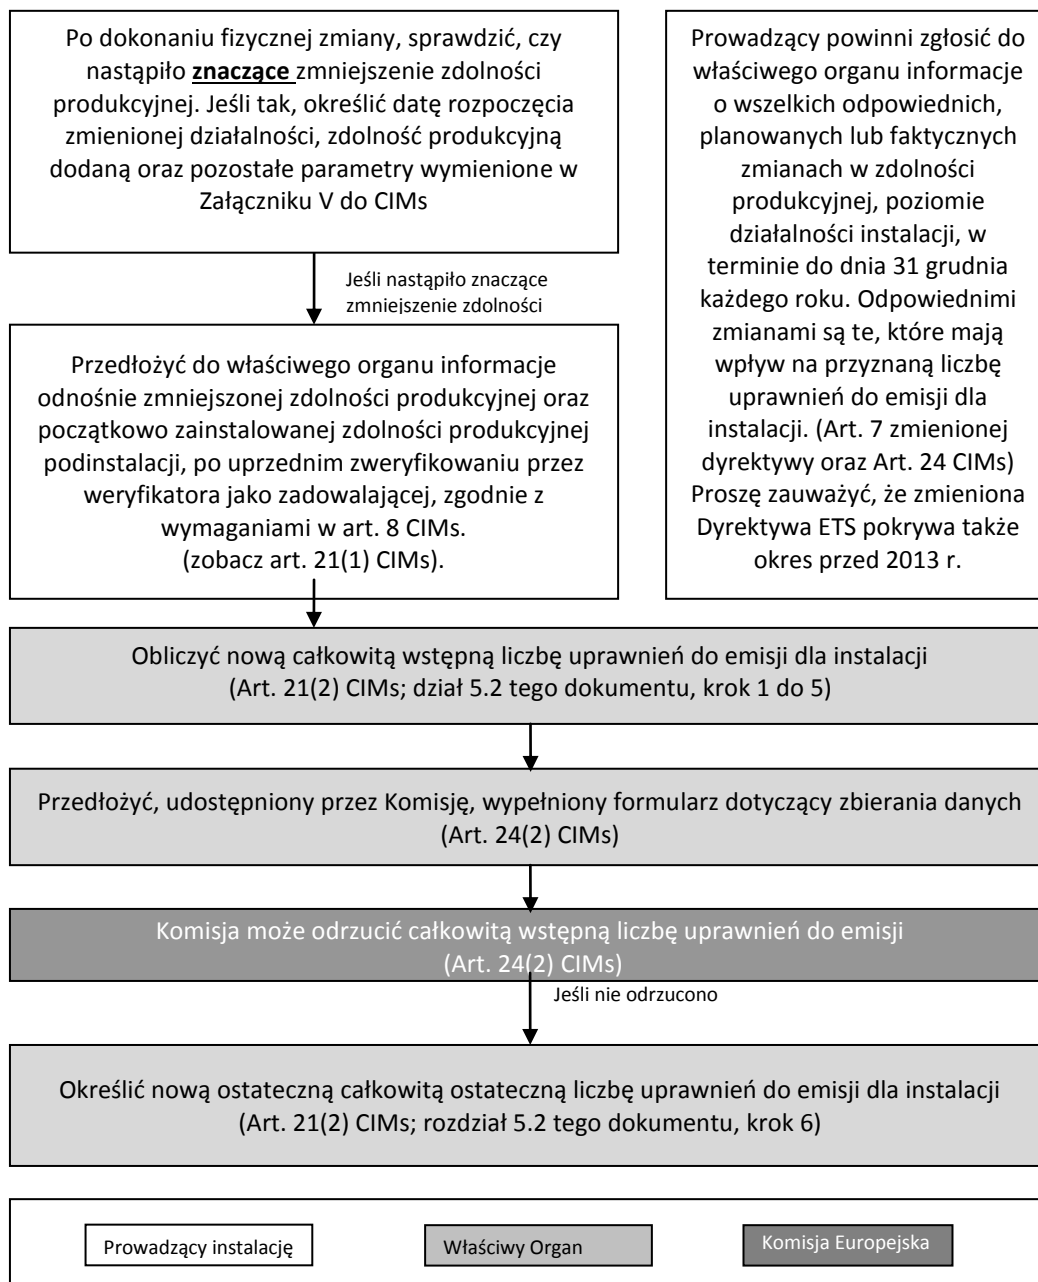 Po dokonaniu fizycznej zmiany, sprawdzić, czy
nastąpiło znaczące zmniejszenie zdolności
produkcyjnej. Jeśli tak, określić datę rozpoczęcia
zmienionej działalności, zdolność produkcyjną
dodaną oraz pozostałe parametry wymienione w
Załączniku V do CIMs
Jeśli nastąpiło znaczące
zmniejszenie zdolności
Przedłożyć do właściwego organu informacje
odnośnie zmniejszonej zdolności produkcyjnej oraz
początkowo zainstalowanej zdolności produkcyjnej
podinstalacji, po uprzednim zweryfikowaniu przez
weryfikatora jako zadowalającej, zgodnie z
wymaganiami w art. 8 CIMs.
(zobacz art. 21(1) CIMs).
Prowadzący powinni zgłosić do
właściwego organu informacje
o wszelkich odpowiednich,
planowanych lub faktycznych
zmianach w zdolności
produkcyjnej, poziomie
działalności instalacji, w
terminie do dnia 31 grudnia
każdego roku. Odpowiednimi
zmianami są te, które mają
wpływ na przyznaną liczbę
uprawnień do emisji dla
instalacji. (Art. 7 zmienionej
dyrektywy oraz Art. 24 CIMs)
Proszę zauważyć, że zmieniona
Dyrektywa ETS pokrywa także
okres przed 2013 r.
Obliczyć nową całkowitą wstępną liczbę uprawnień do emisji dla instalacji
(Art. 21(2) CIMs; dział 5.2 tego dokumentu, krok 1 do 5)
Przedłożyć, udostępniony przez Komisję, wypełniony formularz dotyczący zbierania danych
(Art. 24(2) CIMs)
Komisja może odrzucić całkowitą wstępną liczbę uprawnień do emisji
(Art. 24(2) CIMs)
Jeśli nie odrzucono
Określić nową ostateczną całkowitą ostateczną liczbę uprawnień do emisji dla instalacji
(Art. 21(2) CIMs; rozdział 5.2 tego dokumentu, krok 6)
Prowadzący instalację
Właściwy Organ
Komisja Europejska